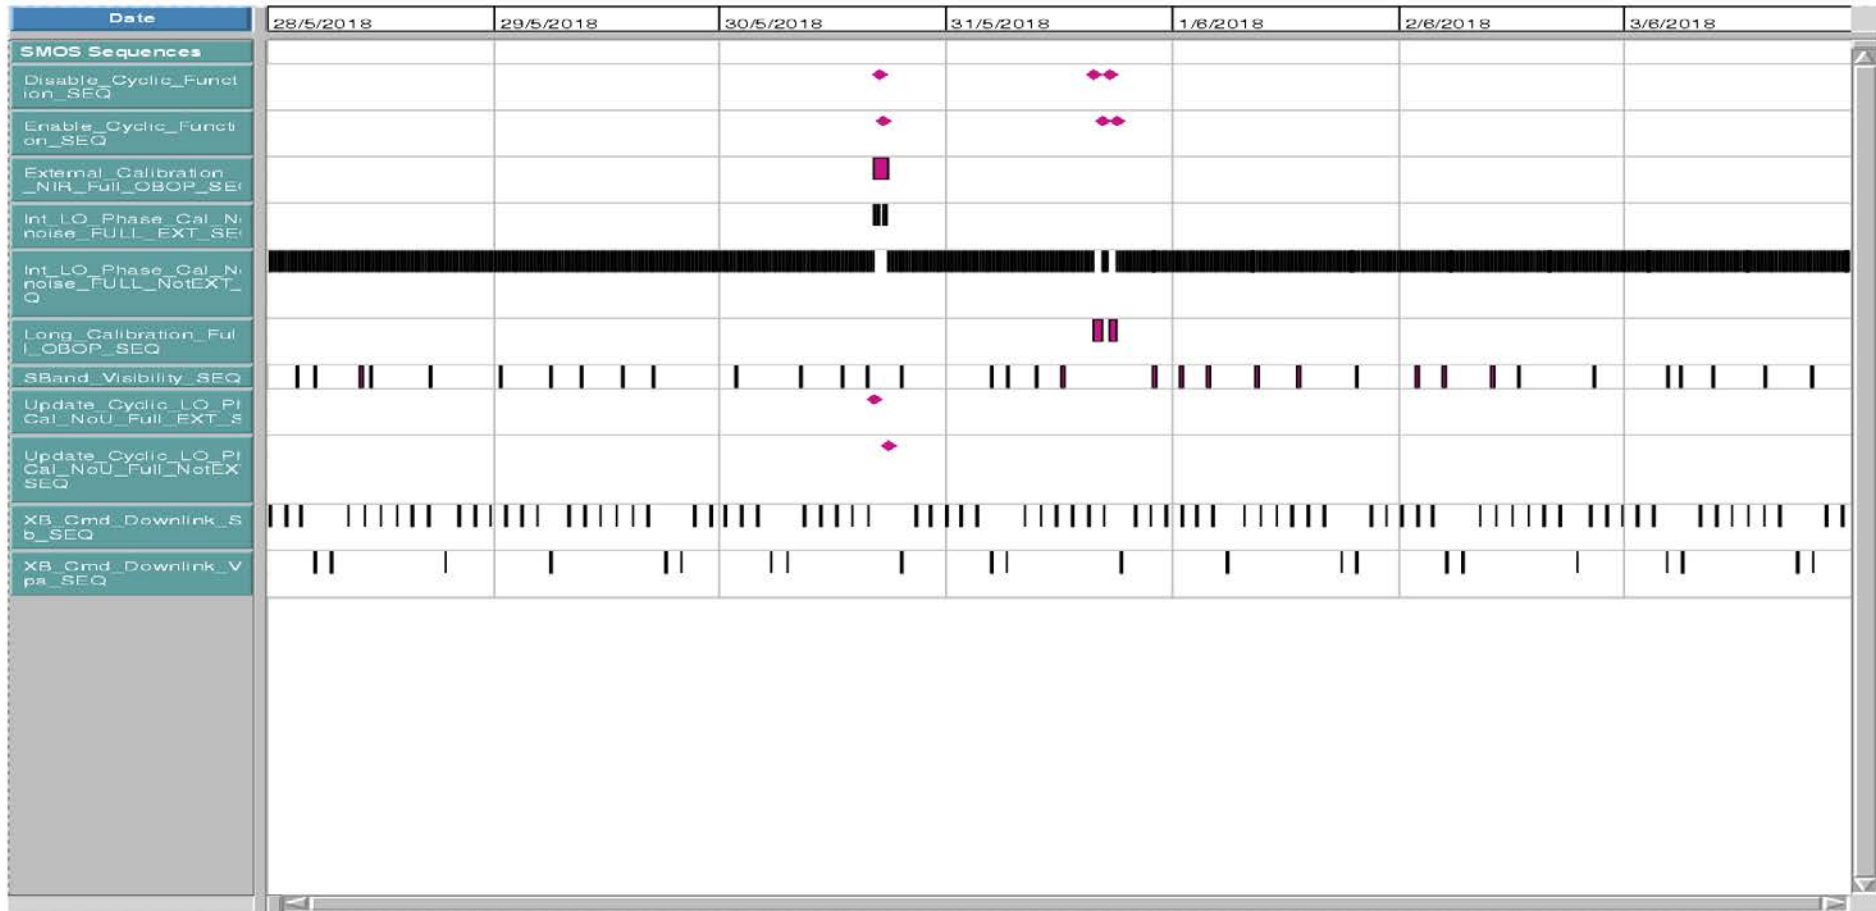 Date
28/5/2018 29/5/2018 30/5/2018 31/5/2018 1/6/2018 2/6/2018 3/6/2018
SMOS Sequences
Disable_Cyclic_Funct
ion_SEQ
Enable_Cyclic_Functi
on_SEQ
External_Calibration
_NIR_Full_OBOP_SE
Int_LO_Phase_Cal_N
noise_FULL_EXT_SE
Int_LO_Phase_Cal_N
noise_FULL_NotEXT_
Q
Long_Calibration_Ful
l_OBOP_SEQ
SBand_Visibility_SEQ
Update_Cyclic_LO_P
Cal_NoU_Full_EXT_S
Update_Cyclic_LO_P
Cal_NoU_Full_NotEX
SEQ
XB_Cmd_Downlink_S
b_SEQ
XB_Cmd_Downlink_V
pa_SEQ